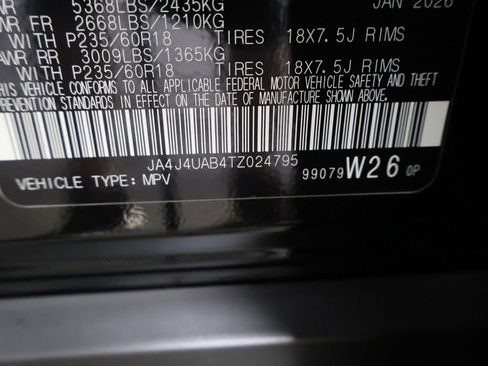 WR 5368LBS/2435KG JAN 2026
WR FR 2668LBS/1210KG
WITH P235/60R18 TIRES 18X7.5J RIMS
AWR RR 3009LBS/1365KG
WITH P235/60R18 TIRES 18X7.5J RIMS
THIS VEHICLE CONFORMS TO ALL APPLICABLE FEDERAL MOTOR VEHICLE SAFETY AND THEFT
PREVENTION STANDARDS IN EFFECT ON THE DATE OF MANUFACTURE SHOWN ABOVE.
JA4J4UAB4TZ024795
VEHICLE TYPE: MPV 99079 W26 0P